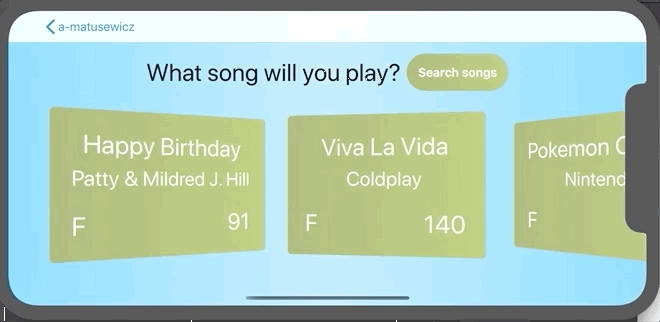 a-matusewicz
What song will you play?
Search songs
Happy Birthday
Patty & Mildred J. Hill
F
91
Viva La Vida
Coldplay
F
140
Pokemon
F